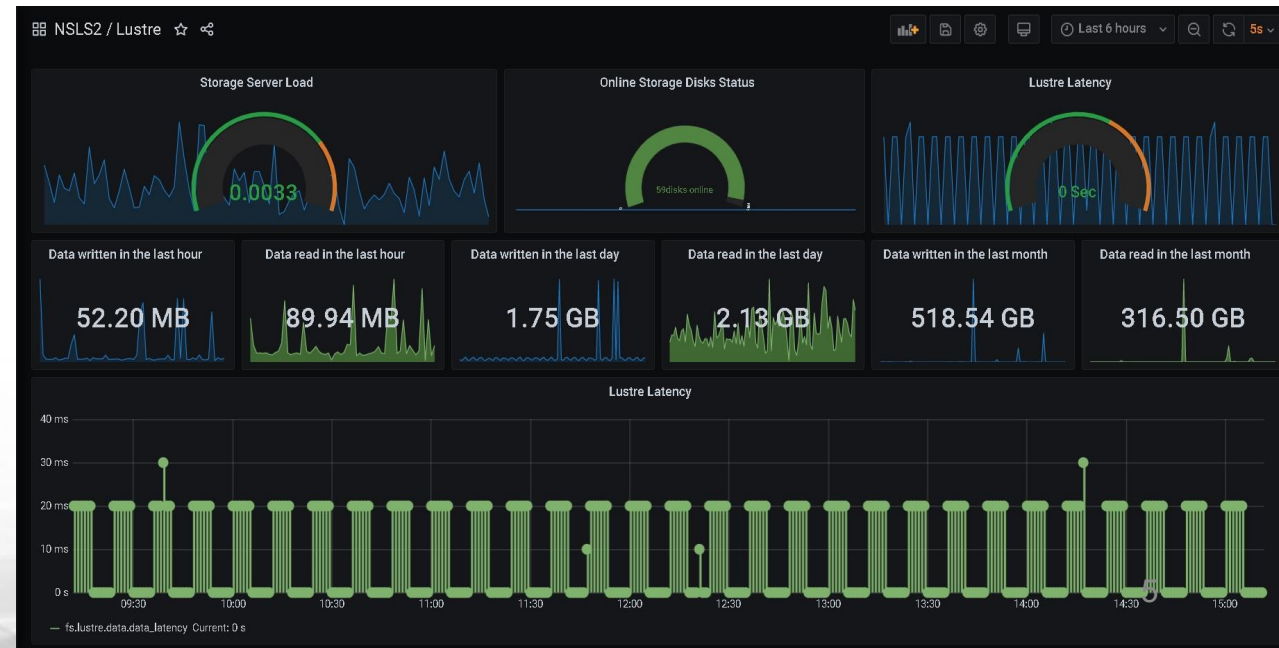 NSLS2 / Lustre
Last 6 hours
5s
Storage Server Load
0.0033
Online Storage Disks Status
59disks online
Lustre Latency
0 Sec
Data written in the last hour
52.20 MB
Data read in the last hour
89.94 MB
Data written in the last day
1.75 GB
Data read in the last day
2.13 GB
Data written in the last month
518.54 GB
Data read in the last month
316.50 GB
Lustre Latency
40 ms
30 ms
20 ms
10 ms
0 s
09:30 10:00 10:30 11:00 11:30 12:00 12:30 13:00 13:30 14:00 14:30 15:00
5
fs.lustre.data.data_latency Current: 0 s